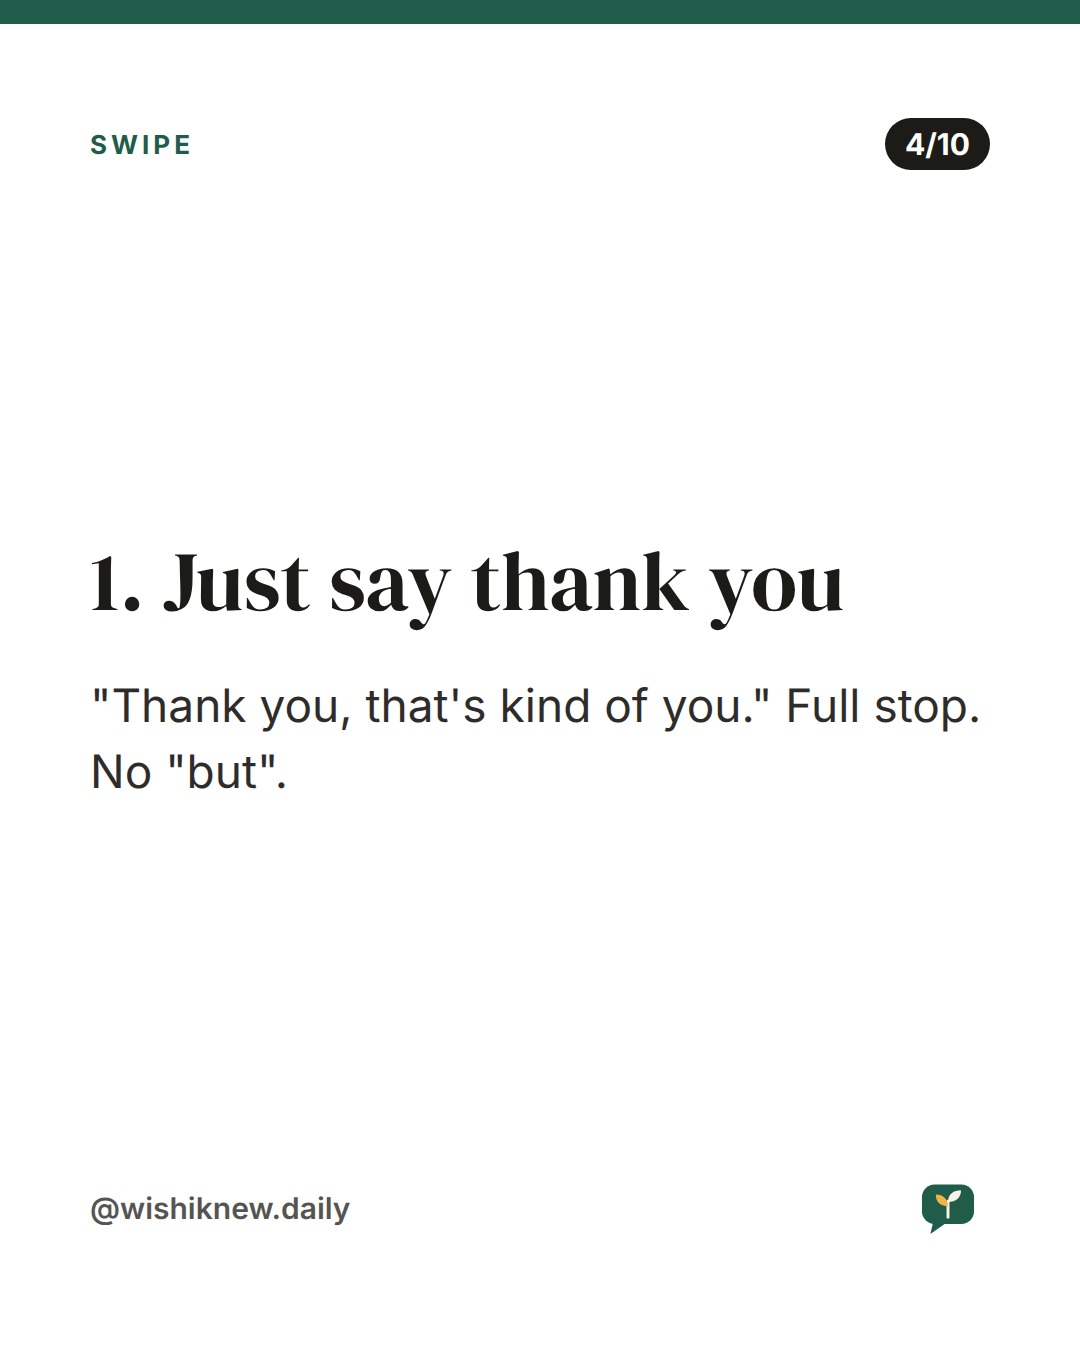 SWIPE
4/10
1. Just say thank you
"Thank you, that's kind of you." Full stop.
No "but".
@wishiknew.daily